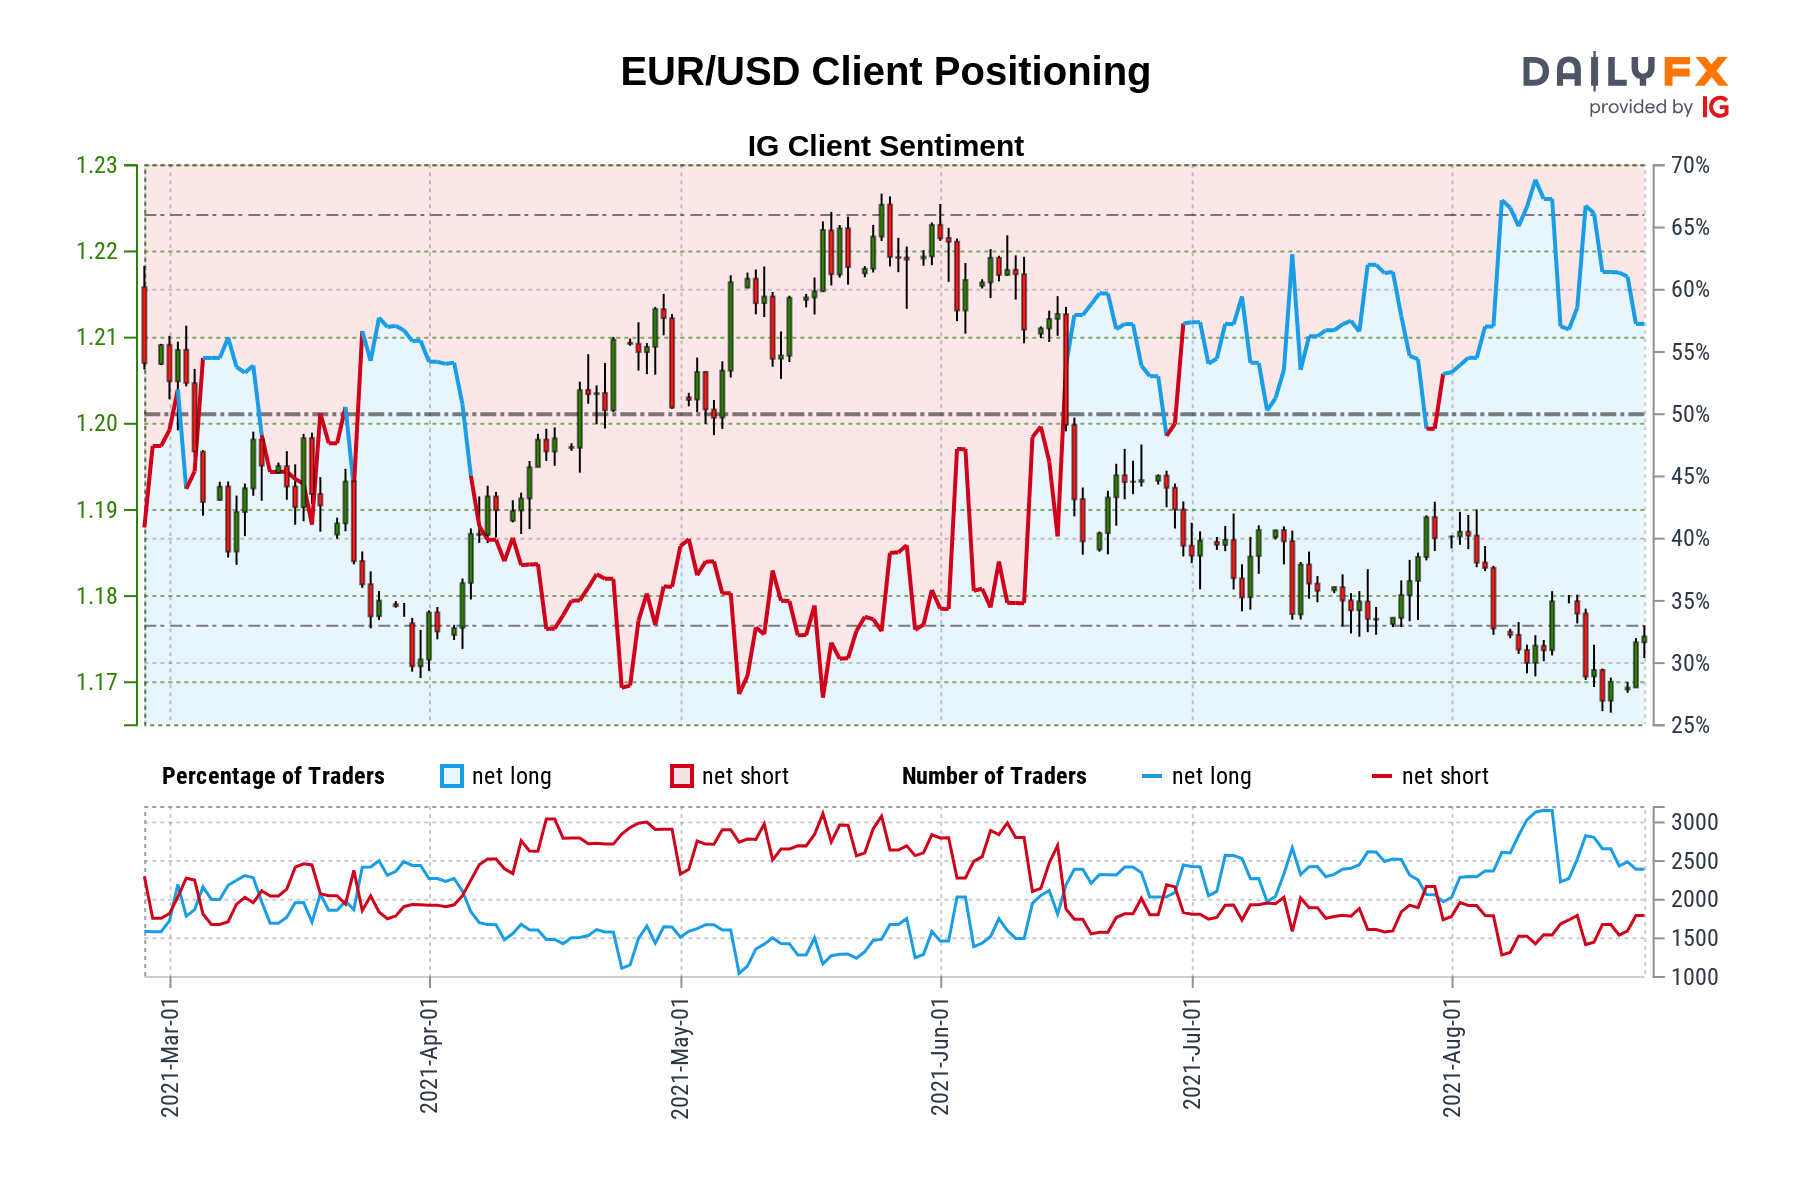 EUR/USD Client Positioning
DAILYFX
provided by IG
IG Client Sentiment
1.23
1.22
1.21
1.20
1.19
1.18
1.17
70%
65%
60%
55%
50%
45%
40%
35%
30%
25%
Percentage of Traders net long net short Number of Traders net long net short
3000
2500
2000
1500
1000
2021-Mar-01
2021-Apr-01
2021-May-01
2021-Jun-01
2021-Jul-01
2021-Aug-01